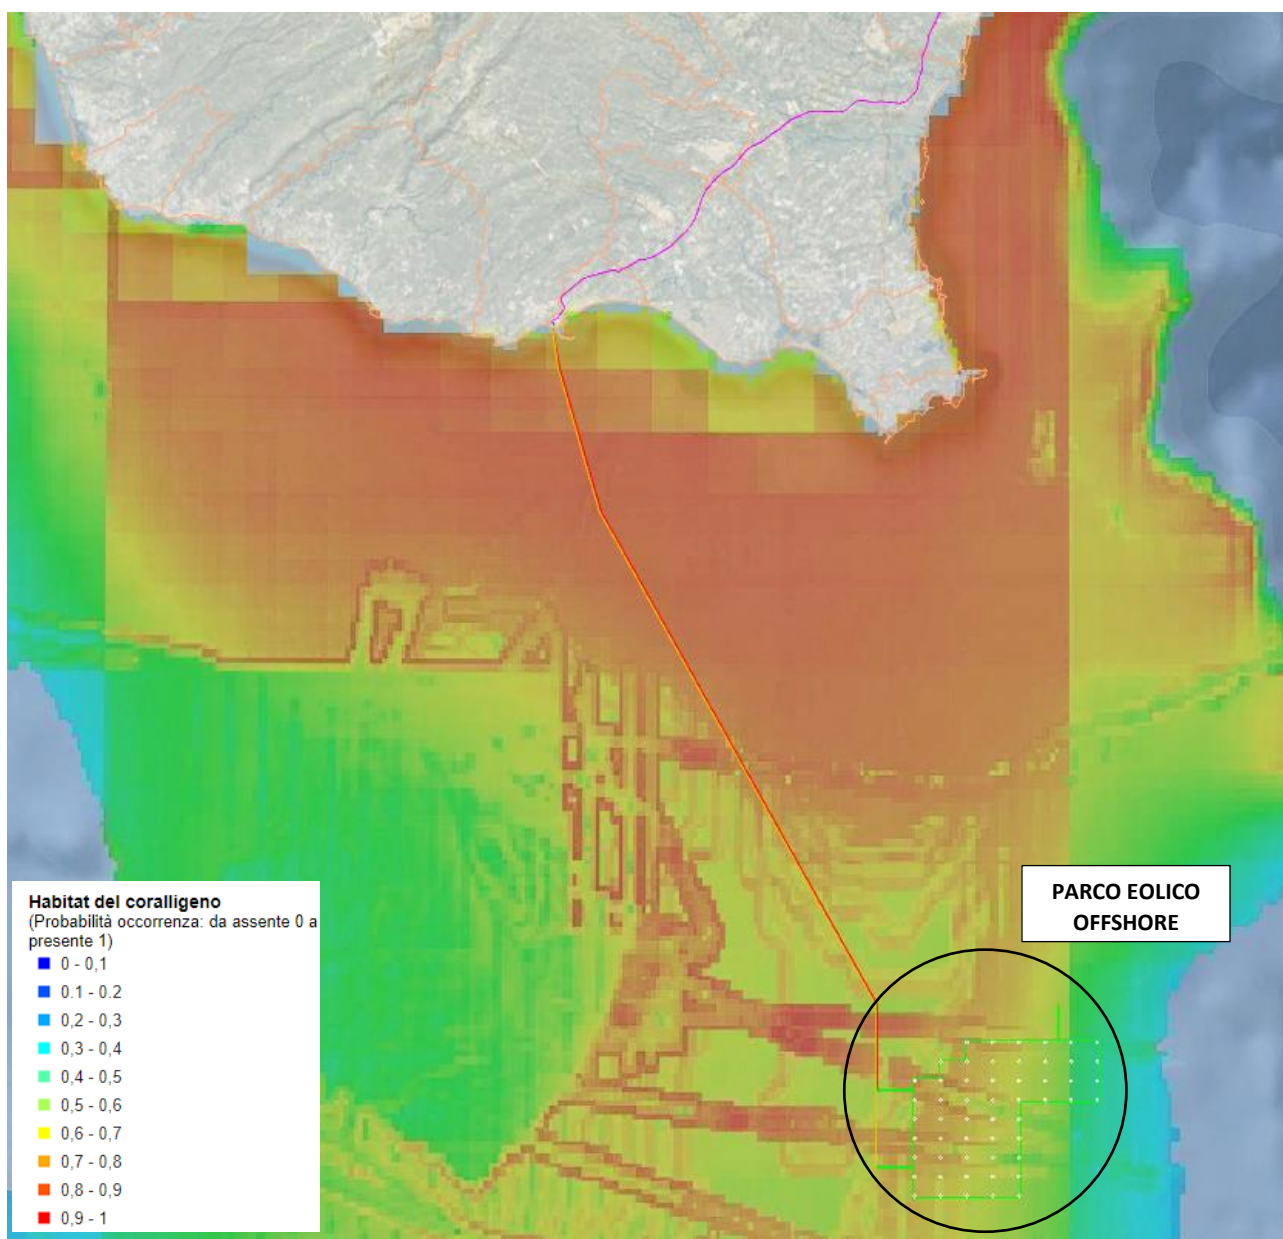 PARCO EOLICO
OFFSHORE
Habitat del coralligeno
(Probabilità occorrenza: da assente 0 a
presente 1)
0 - 0,1
0.1 - 0.2
0,2 - 0,3
0,3 - 0,4
0,4 - 0,5
0,5 - 0,6
0,6 - 0,7
0,7 - 0,8
0,8 - 0,9
0,9 - 1